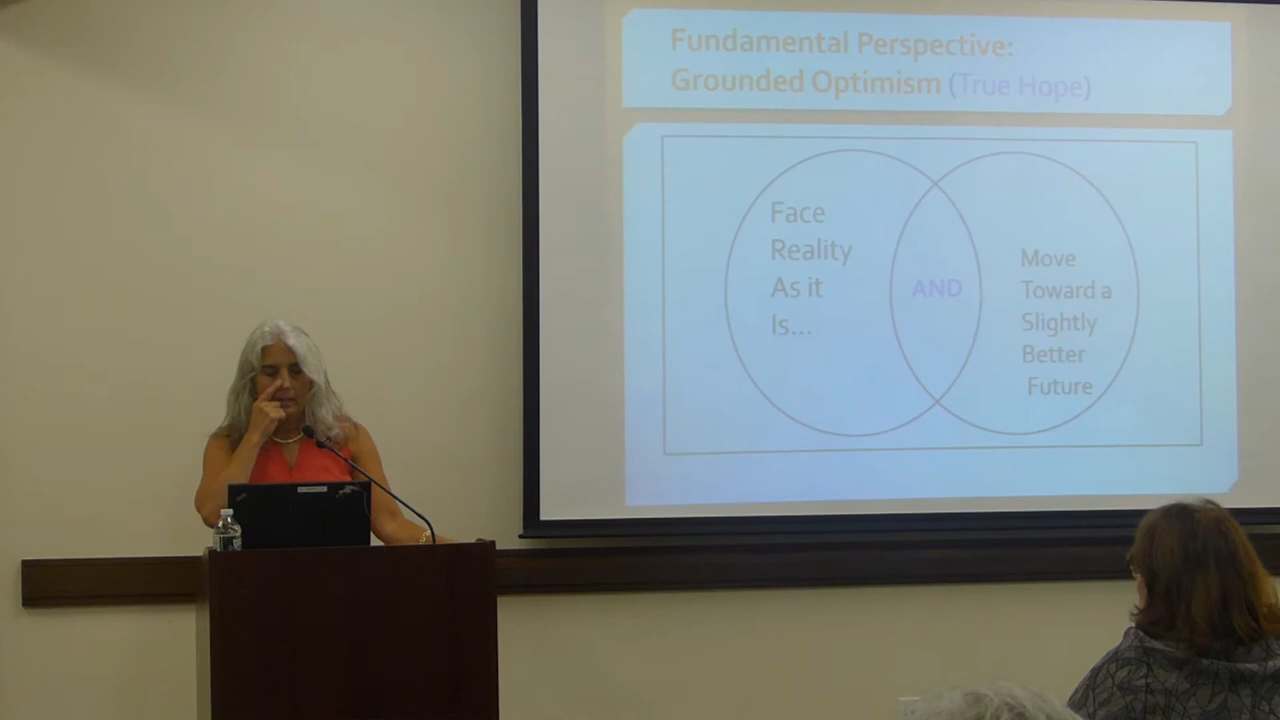 Fundamental Perspective:
Grounded Optimism (True Hope)
Face
Reality
As it
Is...
AND
Move
Toward a
Slightly
Better
Future